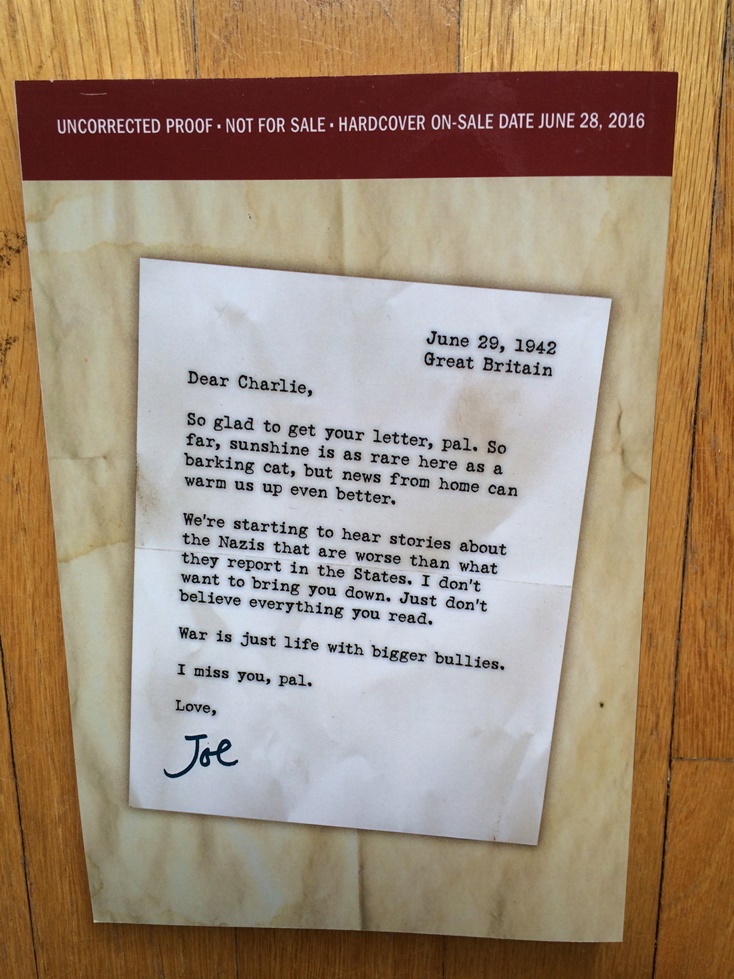 UNCORRECTED PROOF · NOT FOR SALE · HARDCOVER ON-SALE DATE JUNE 28, 2016
June 29, 1942
Great Britain
Dear Charlie,
So glad to get your letter, pal. So
far, sunshine is as rare here as a
barking cat, but news from home can
warm us up even better.
We're starting to hear stories about
the Nazis that are worse than what
they report in the States. I don't
want to bring you down. Just don't
believe everything you read.
War is just life with bigger bullies.
I miss you, pal.
Love,
Joe